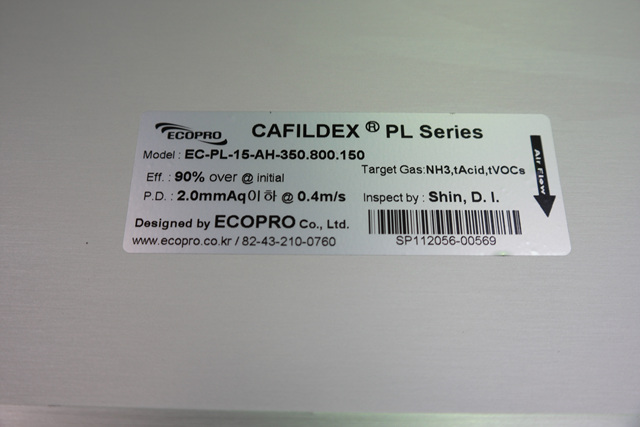 ECOPRO
CAFILDEX ® PL Series
Model : EC-PL-15-AH-350.800.150
Eff. : 90% over @ initial
Target Gas:NH3,tAcid,tVOCs
P.D. : 2.0mmAq이하 @ 0.4m/s
Inspect by : Shin, D. I.
Air Flow
Designed by ECOPRO Co., Ltd.
www.ecopro.co.kr / 82-43-210-0760
SP112056-00569